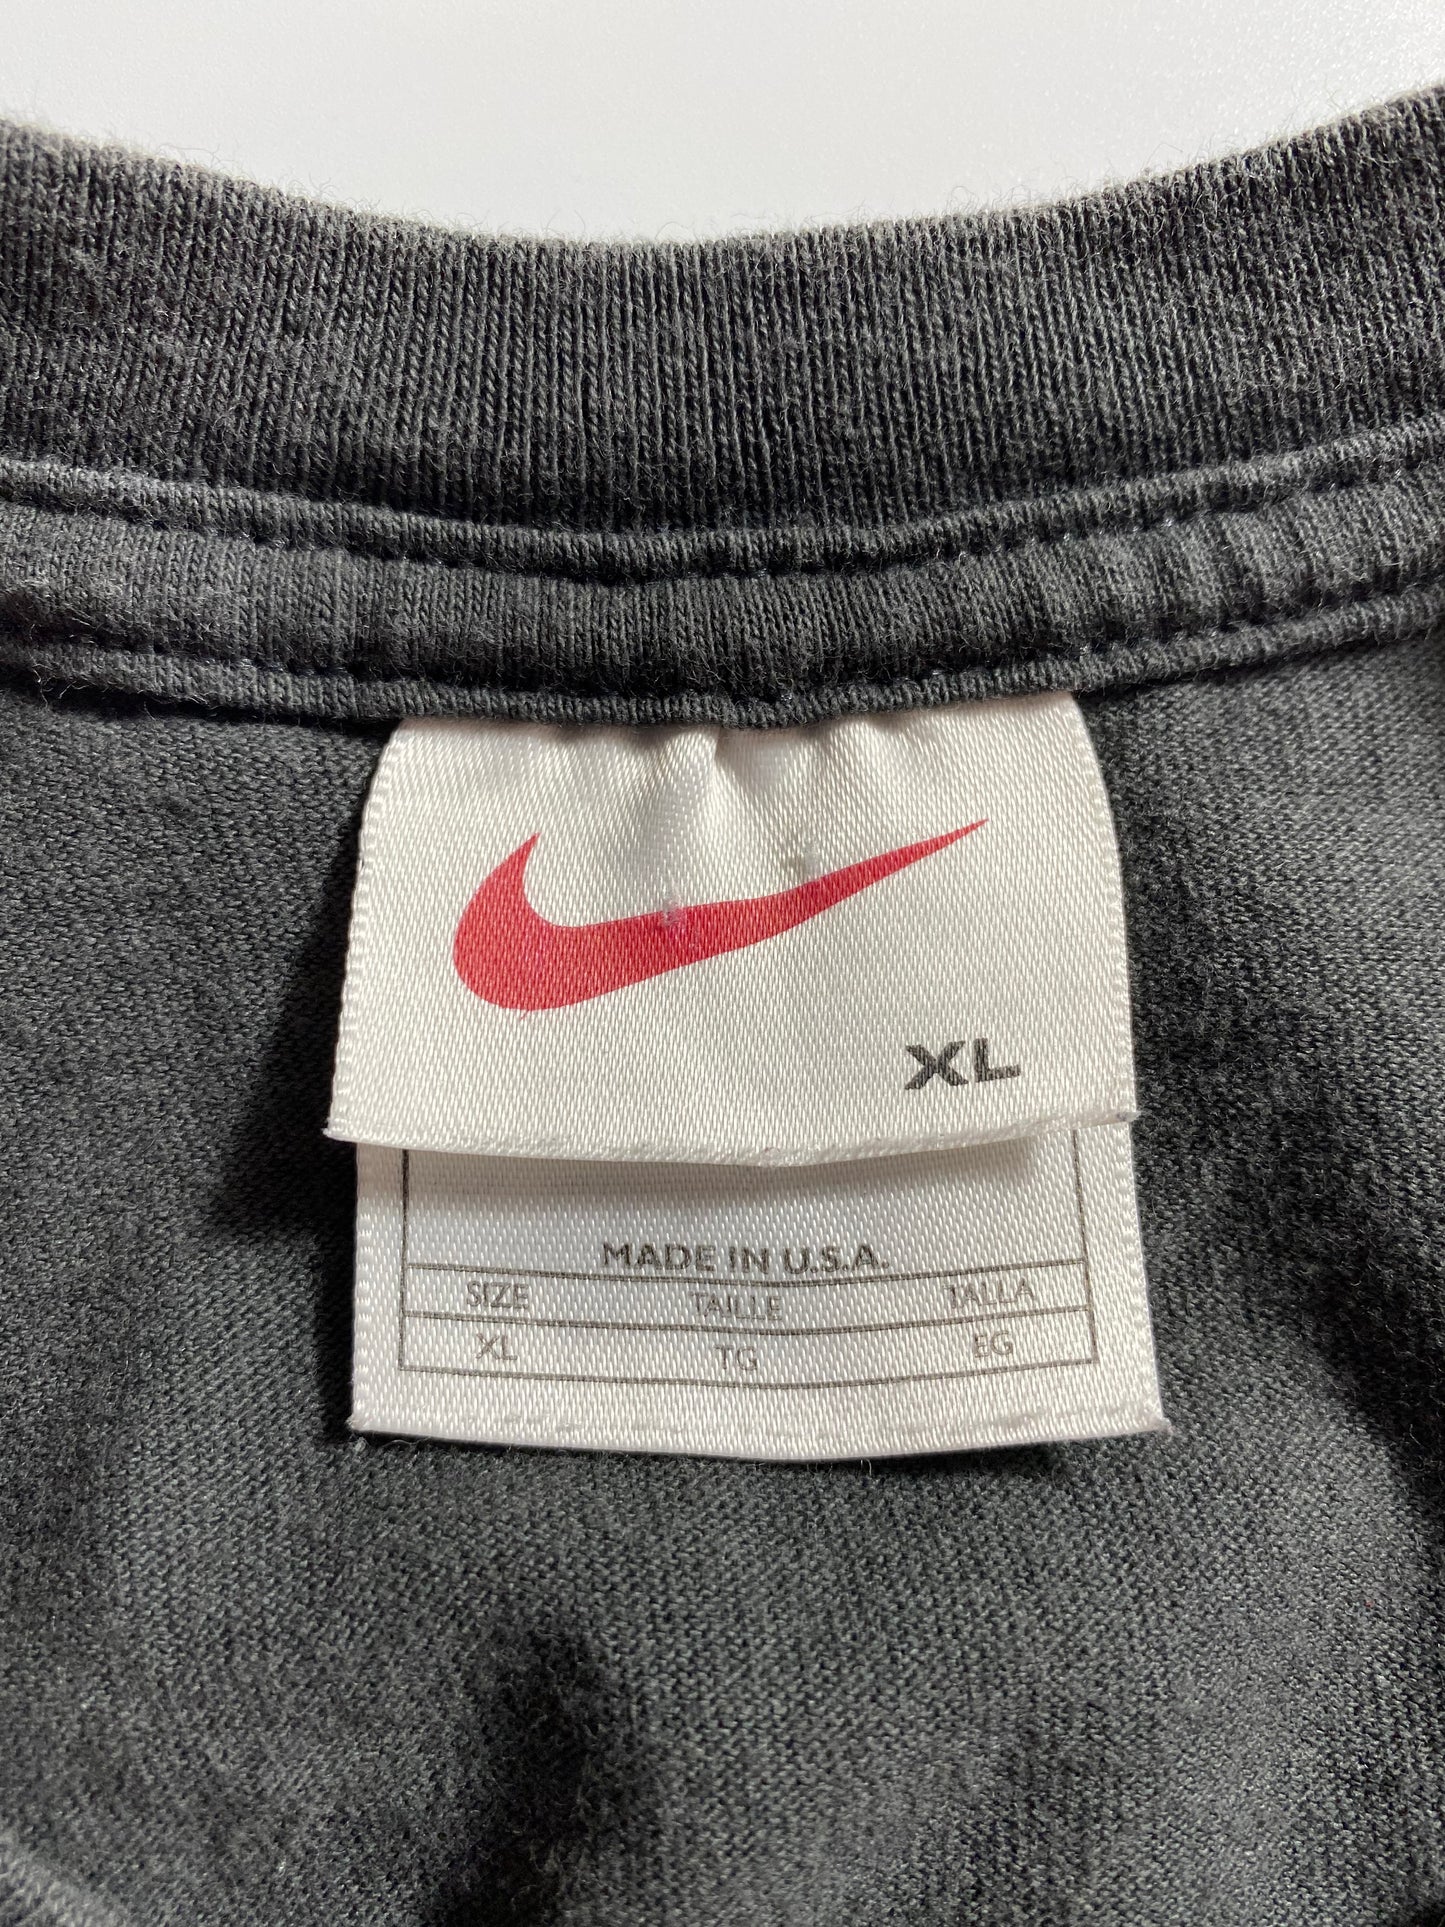 XL
MADE IN U.S.A.
SIZE TAILLE TALLA
XL TG EG